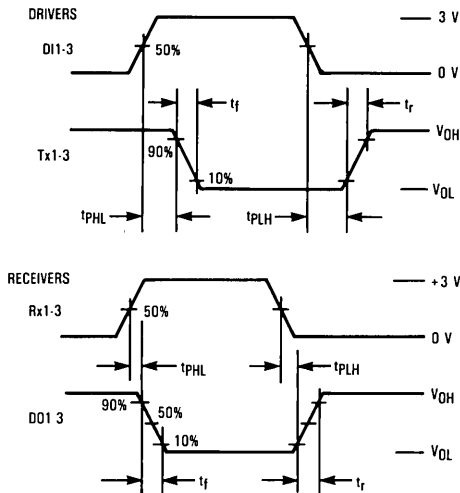 DRIVERS
3 V
DI1-3
50%
0 V
tf
tr
VOH
Tx1-3
90%
10%
VOL
tPHL
tPLH
RECEIVERS
+3 V
Rx1-3
50%
0 V
tPHL
tPLH
VOH
90%
50%
DO1 3
10%
VOL
tf
tr